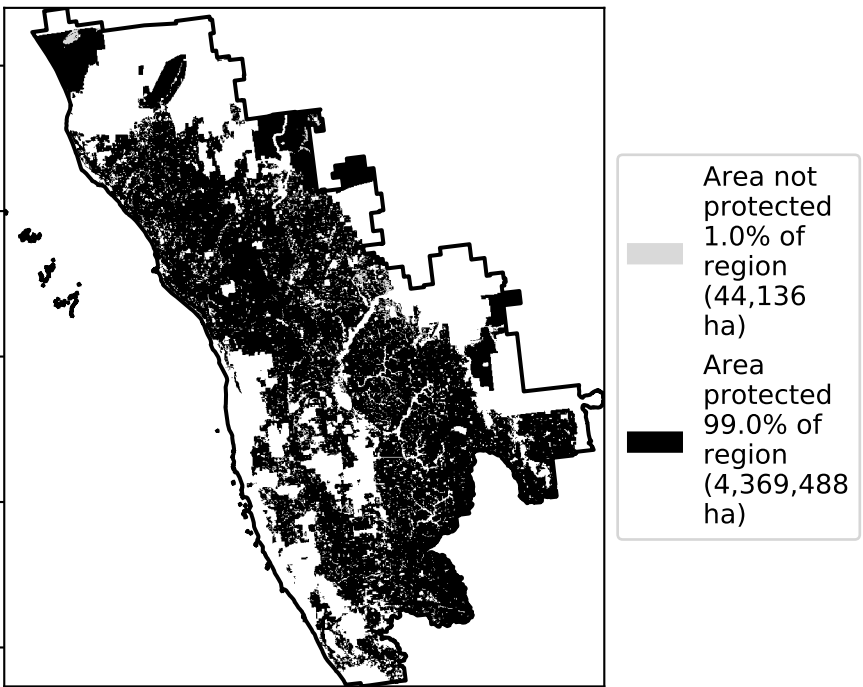 Area not
protected
1.0% of
region
(44,136
ha)
Area
protected
99.0% of
region
(4,369,488
ha)